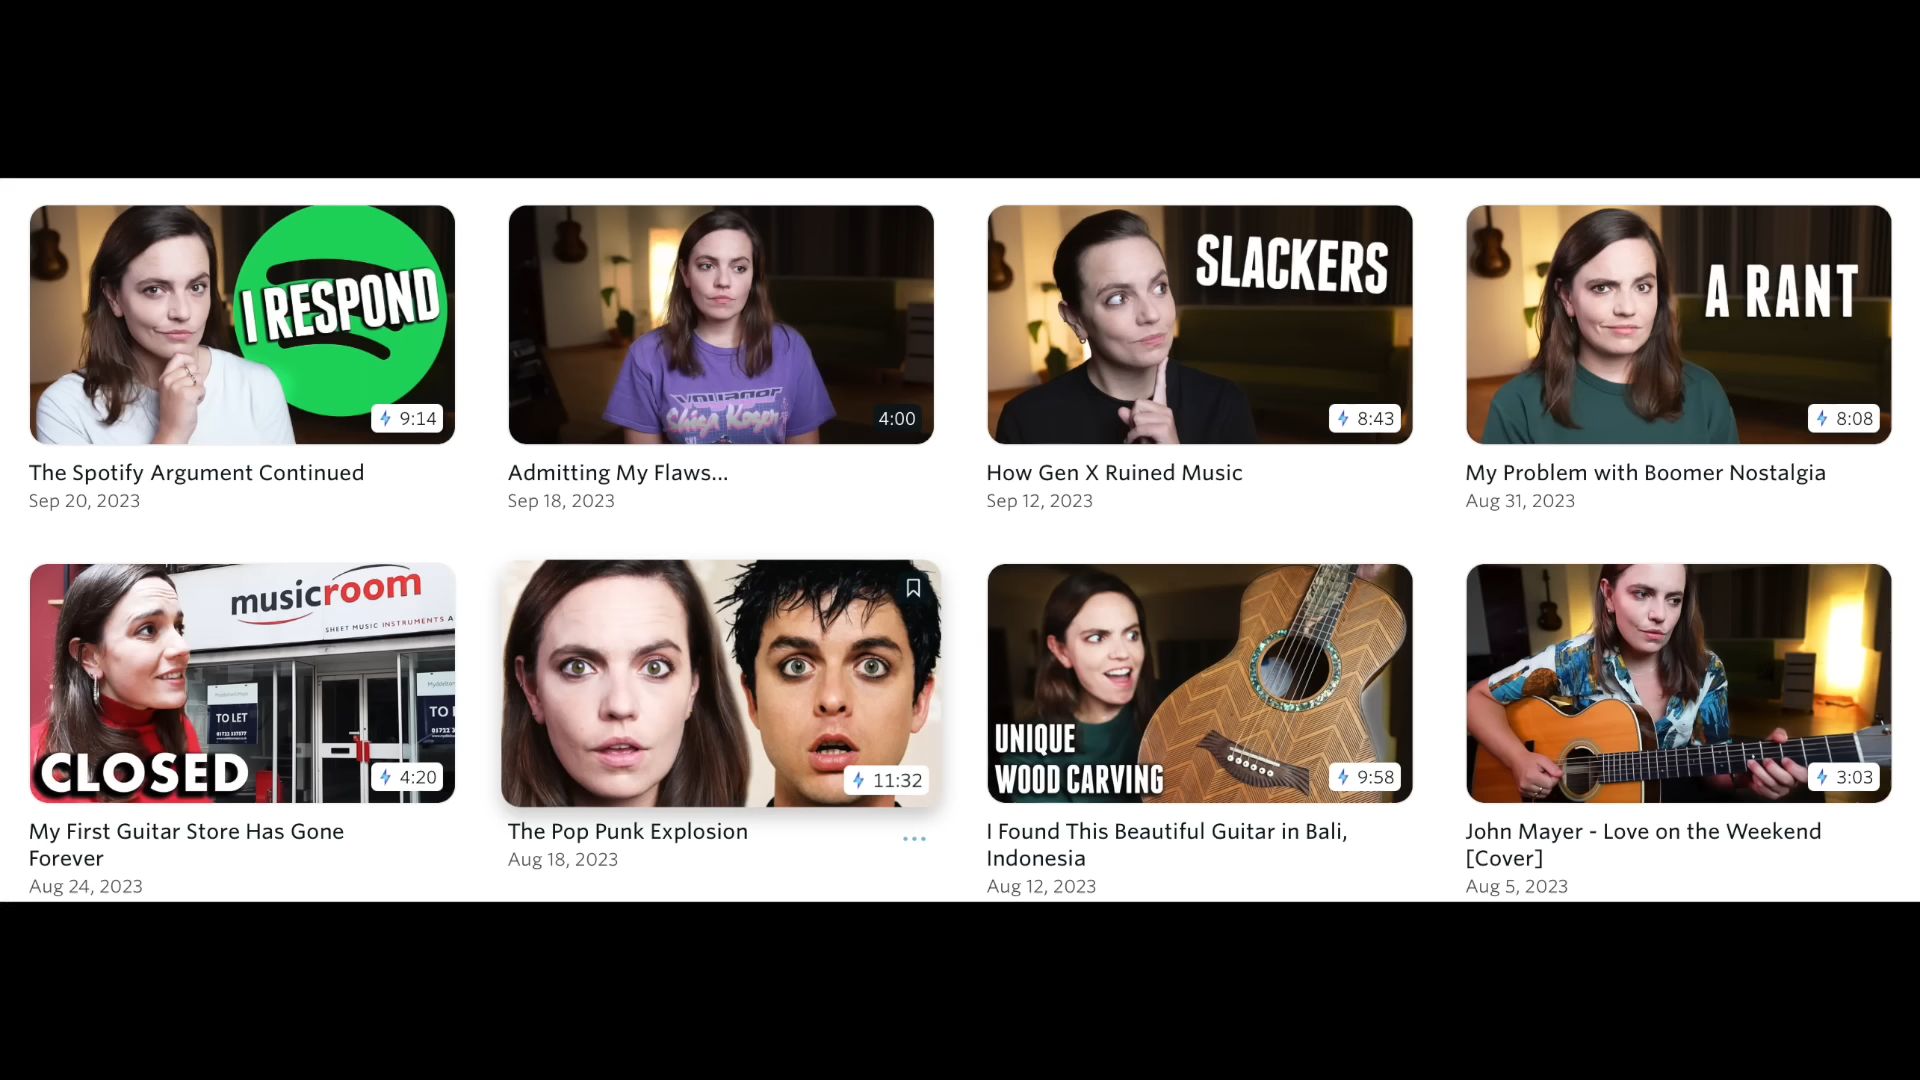 I RESPOND
9:14
4:00
SLACKERS
8:43
A RANT
8:08
The Spotify Argument Continued
Sep 20, 2023
Admitting My Flaws...
Sep 18, 2023
How Gen X Ruined Music
Sep 12, 2023
My Problem with Boomer Nostalgia
Aug 31, 2023
musicroom
SHEET MUSIC INSTRUMENTS A
TO LET
CLOSED
4:20
11:32
UNIQUE
WOOD CARVING
9:58
3:03
My First Guitar Store Has Gone
Forever
Aug 24, 2023
The Pop Punk Explosion
Aug 18, 2023
I Found This Beautiful Guitar in Bali,
Indonesia
Aug 12, 2023
John Mayer - Love on the Weekend
[Cover]
Aug 5, 2023